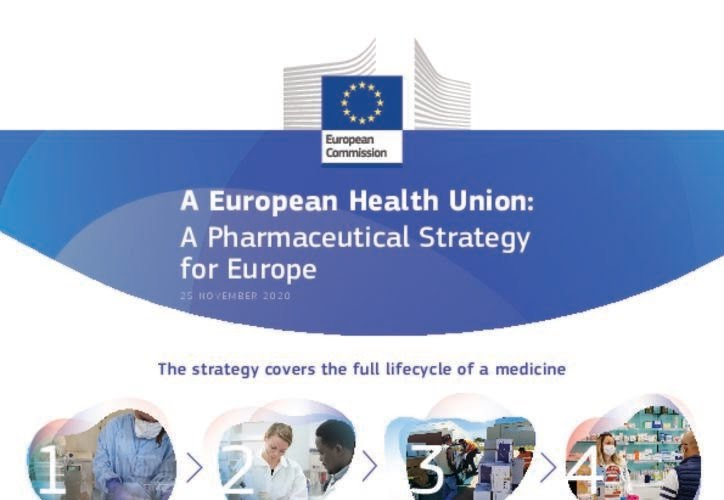 European
Commission
A European Health Union:
A Pharmaceutical Strategy
for Europe
25 NOVEMBER 2020
The strategy covers the full lifecycle of a medicine
1 2 3 4